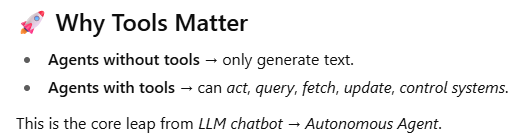 🚀 Why Tools Matter
• Agents without tools → only generate text.
• Agents with tools → can act, query, fetch, update, control systems.
This is the core leap from LLM chatbot → Autonomous Agent.